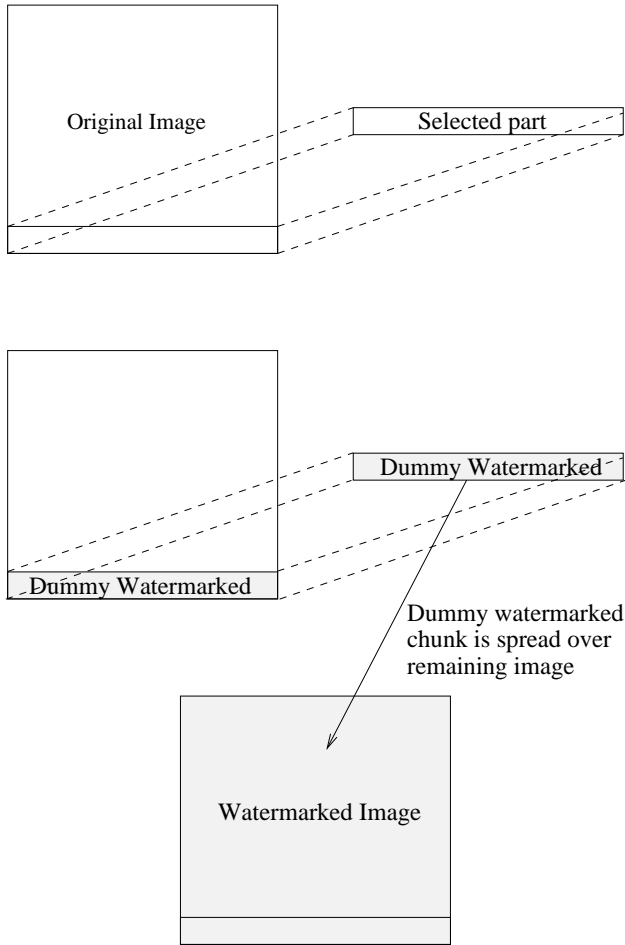 Original Image
Selected part
Dummy Watermarked
Dummy Watermarked
Dummy watermarked
chunk is spread over
remaining image
Watermarked Image